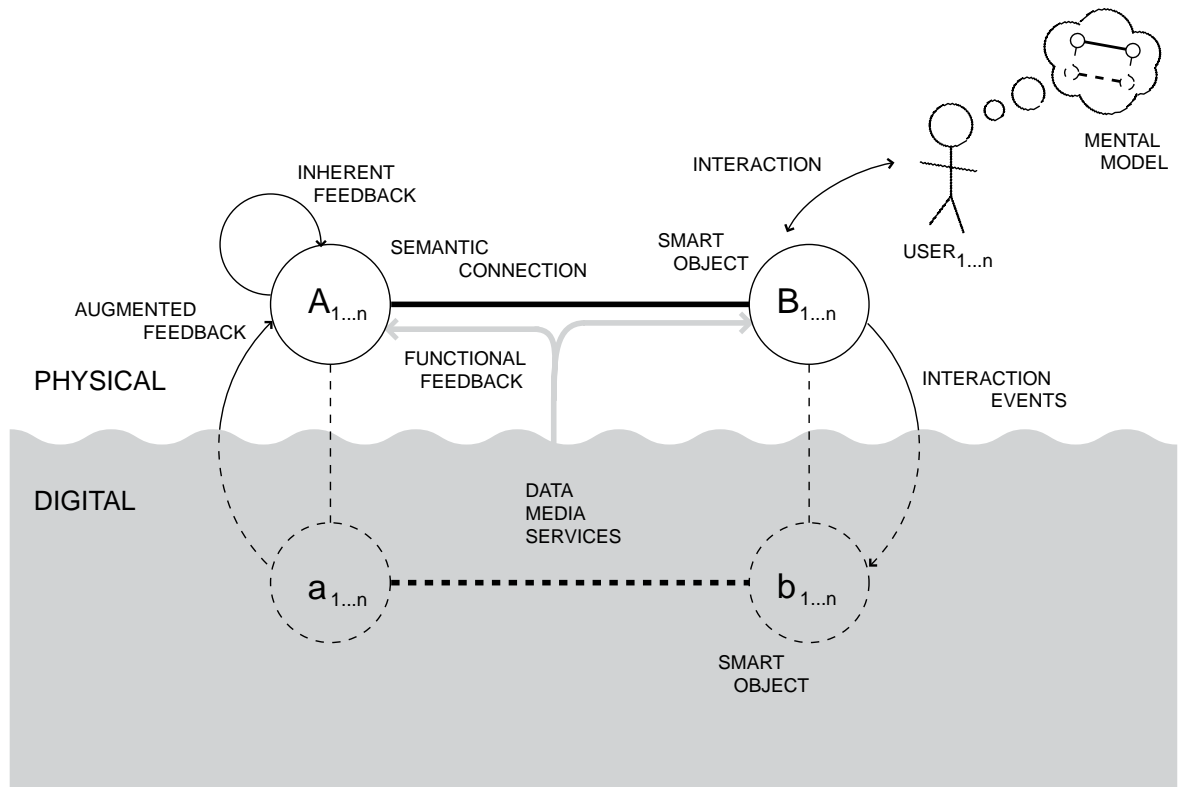 MENTAL
MODEL
INTERACTION
INHERENT
FEEDBACK
USER1...n
SEMANTIC
CONNECTION
SMART
OBJECT
A1...n
B1...n
AUGMENTED
FEEDBACK
FUNCTIONAL
FEEDBACK
PHYSICAL
INTERACTION
EVENTS
DIGITAL
DATA
MEDIA
SERVICES
a1...n
b1...n
SMART
OBJECT